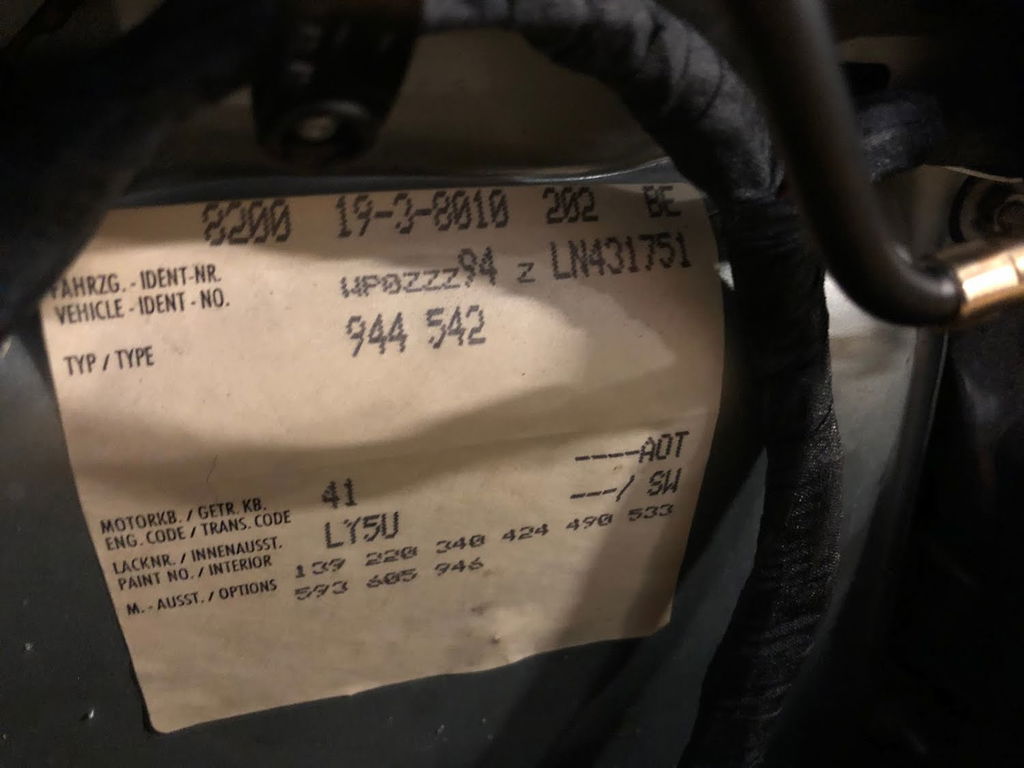 8200 19-3-8010 202 BE
FAHRZG.-IDENT-NR.
VEHICLE-IDENT-NO.
WP0ZZZ94 Z LN431751
TYP / TYPE
944 542
MOTORKB. / GETR. KB.
ENG. CODE / TRANS. CODE
41 ----AOT
LACKNR. / INNENAUSST.
PAINT NO. / INTERIOR
LY5U ---/ SW
M.-AUSST. / OPTIONS
139 220 340 424 490 533
593 605 946